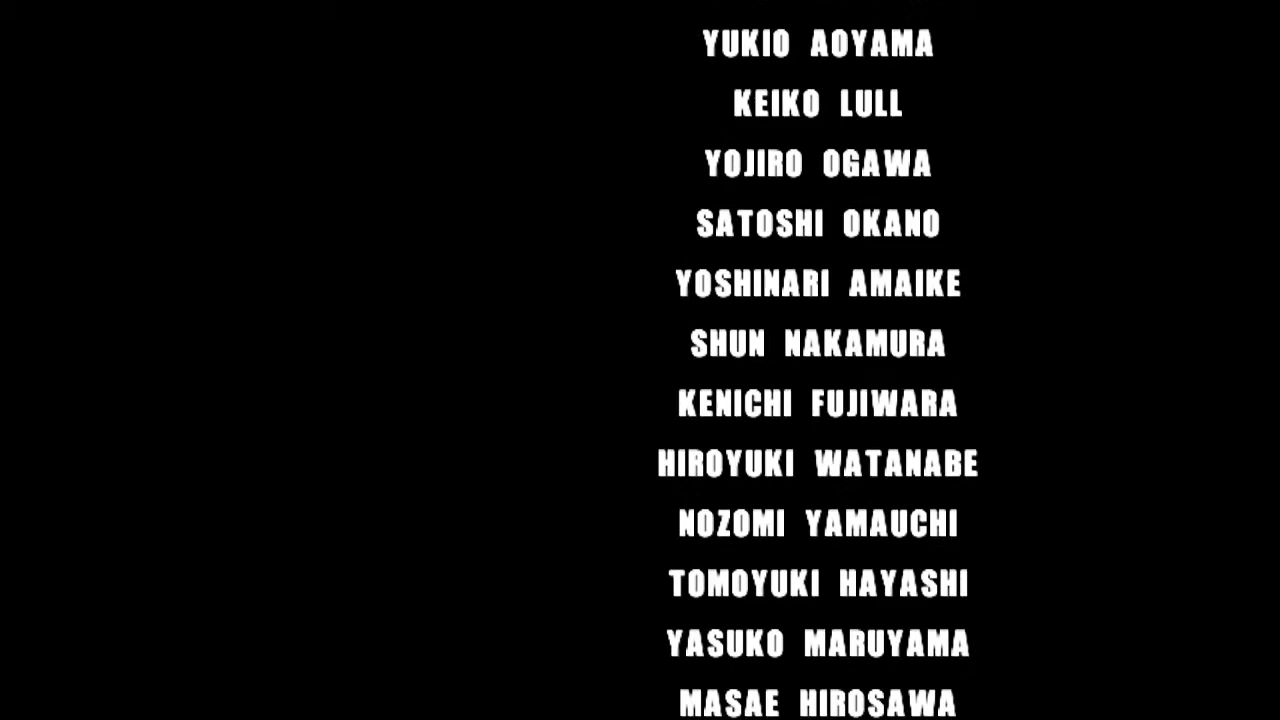 YUKIO AOYAMA
KEIKO LULL
YOJIRO OGAWA
SATOSHI OKANO
YOSHINARI AMAIKE
SHUN NAKAMURA
KENICHI FUJIWARA
HIROYUKI WATANABE
NOZOMI YAMAUCHI
TOMOYUKI HAYASHI
YASUKO MARUYAMA
MASAE HIROSAWA